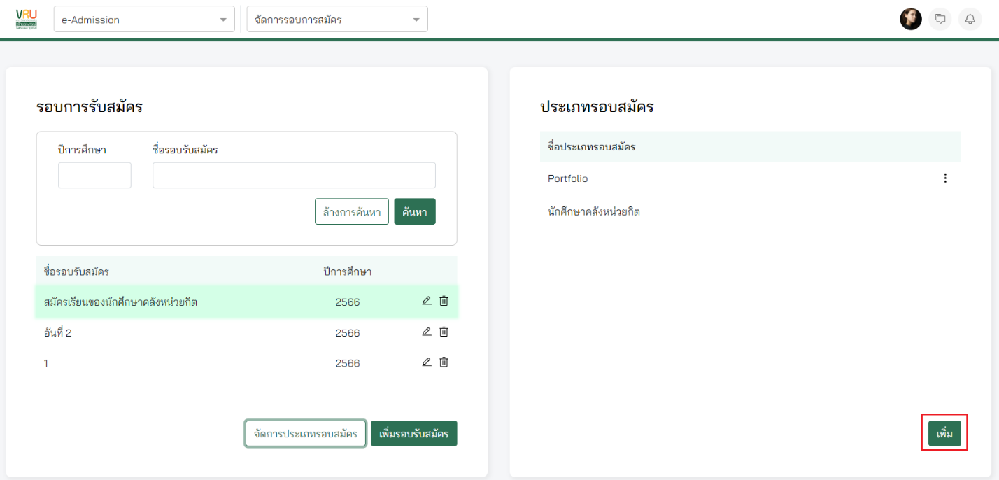 VRU
e-Admission
จัดการรอบการสมัคร
รอบการรับสมัคร
ปีการศึกษา ชื่อรอบรับสมัคร
ล้างการค้นหา ค้นหา
ชื่อรอบรับสมัคร ปีการศึกษา
สมัครเรียนของนักศึกษาคลังหน่วยกิต 2566
อันที่ 2 2566
1 2566
จัดการประเภทรอบสมัคร เพิ่มรอบรับสมัคร
ประเภทรอบสมัคร
ชื่อประเภทรอบสมัคร
Portfolio
นักศึกษาคลังหน่วยกิต
เพิ่ม